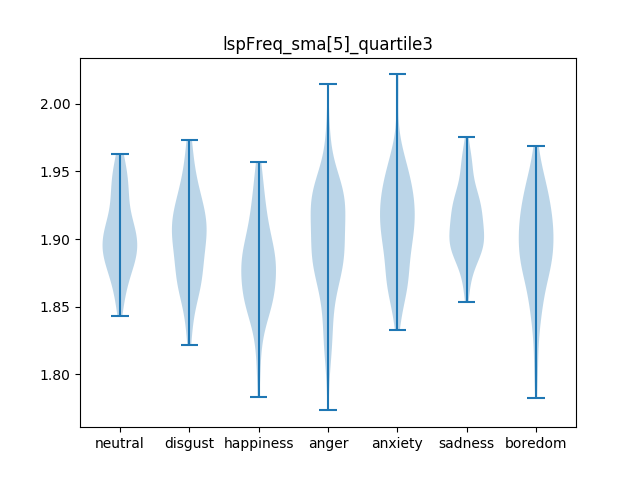 lspFreq_sma[5]_quartile3
2.00
1.95
1.90
1.85
1.80
neutral disgust happiness anger anxiety sadness boredom